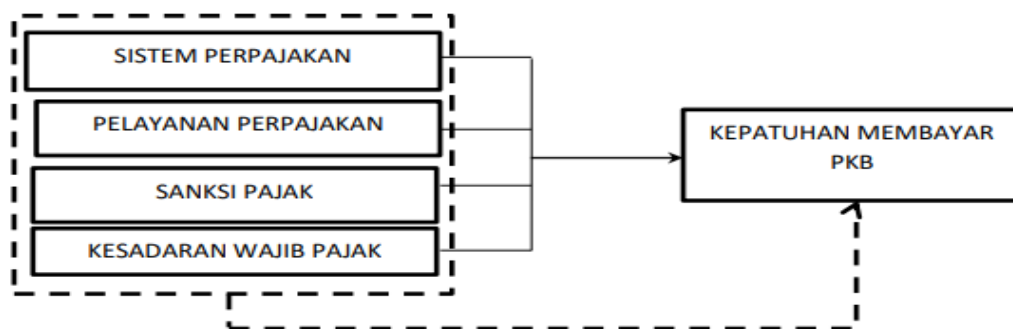 SISTEM PERPAJAKAN
PELAYANAN PERPAJAKAN
SANKSI PAJAK
KESADARAN WAJIB PAJAK
KEPATUHAN MEMBAYAR
PKB